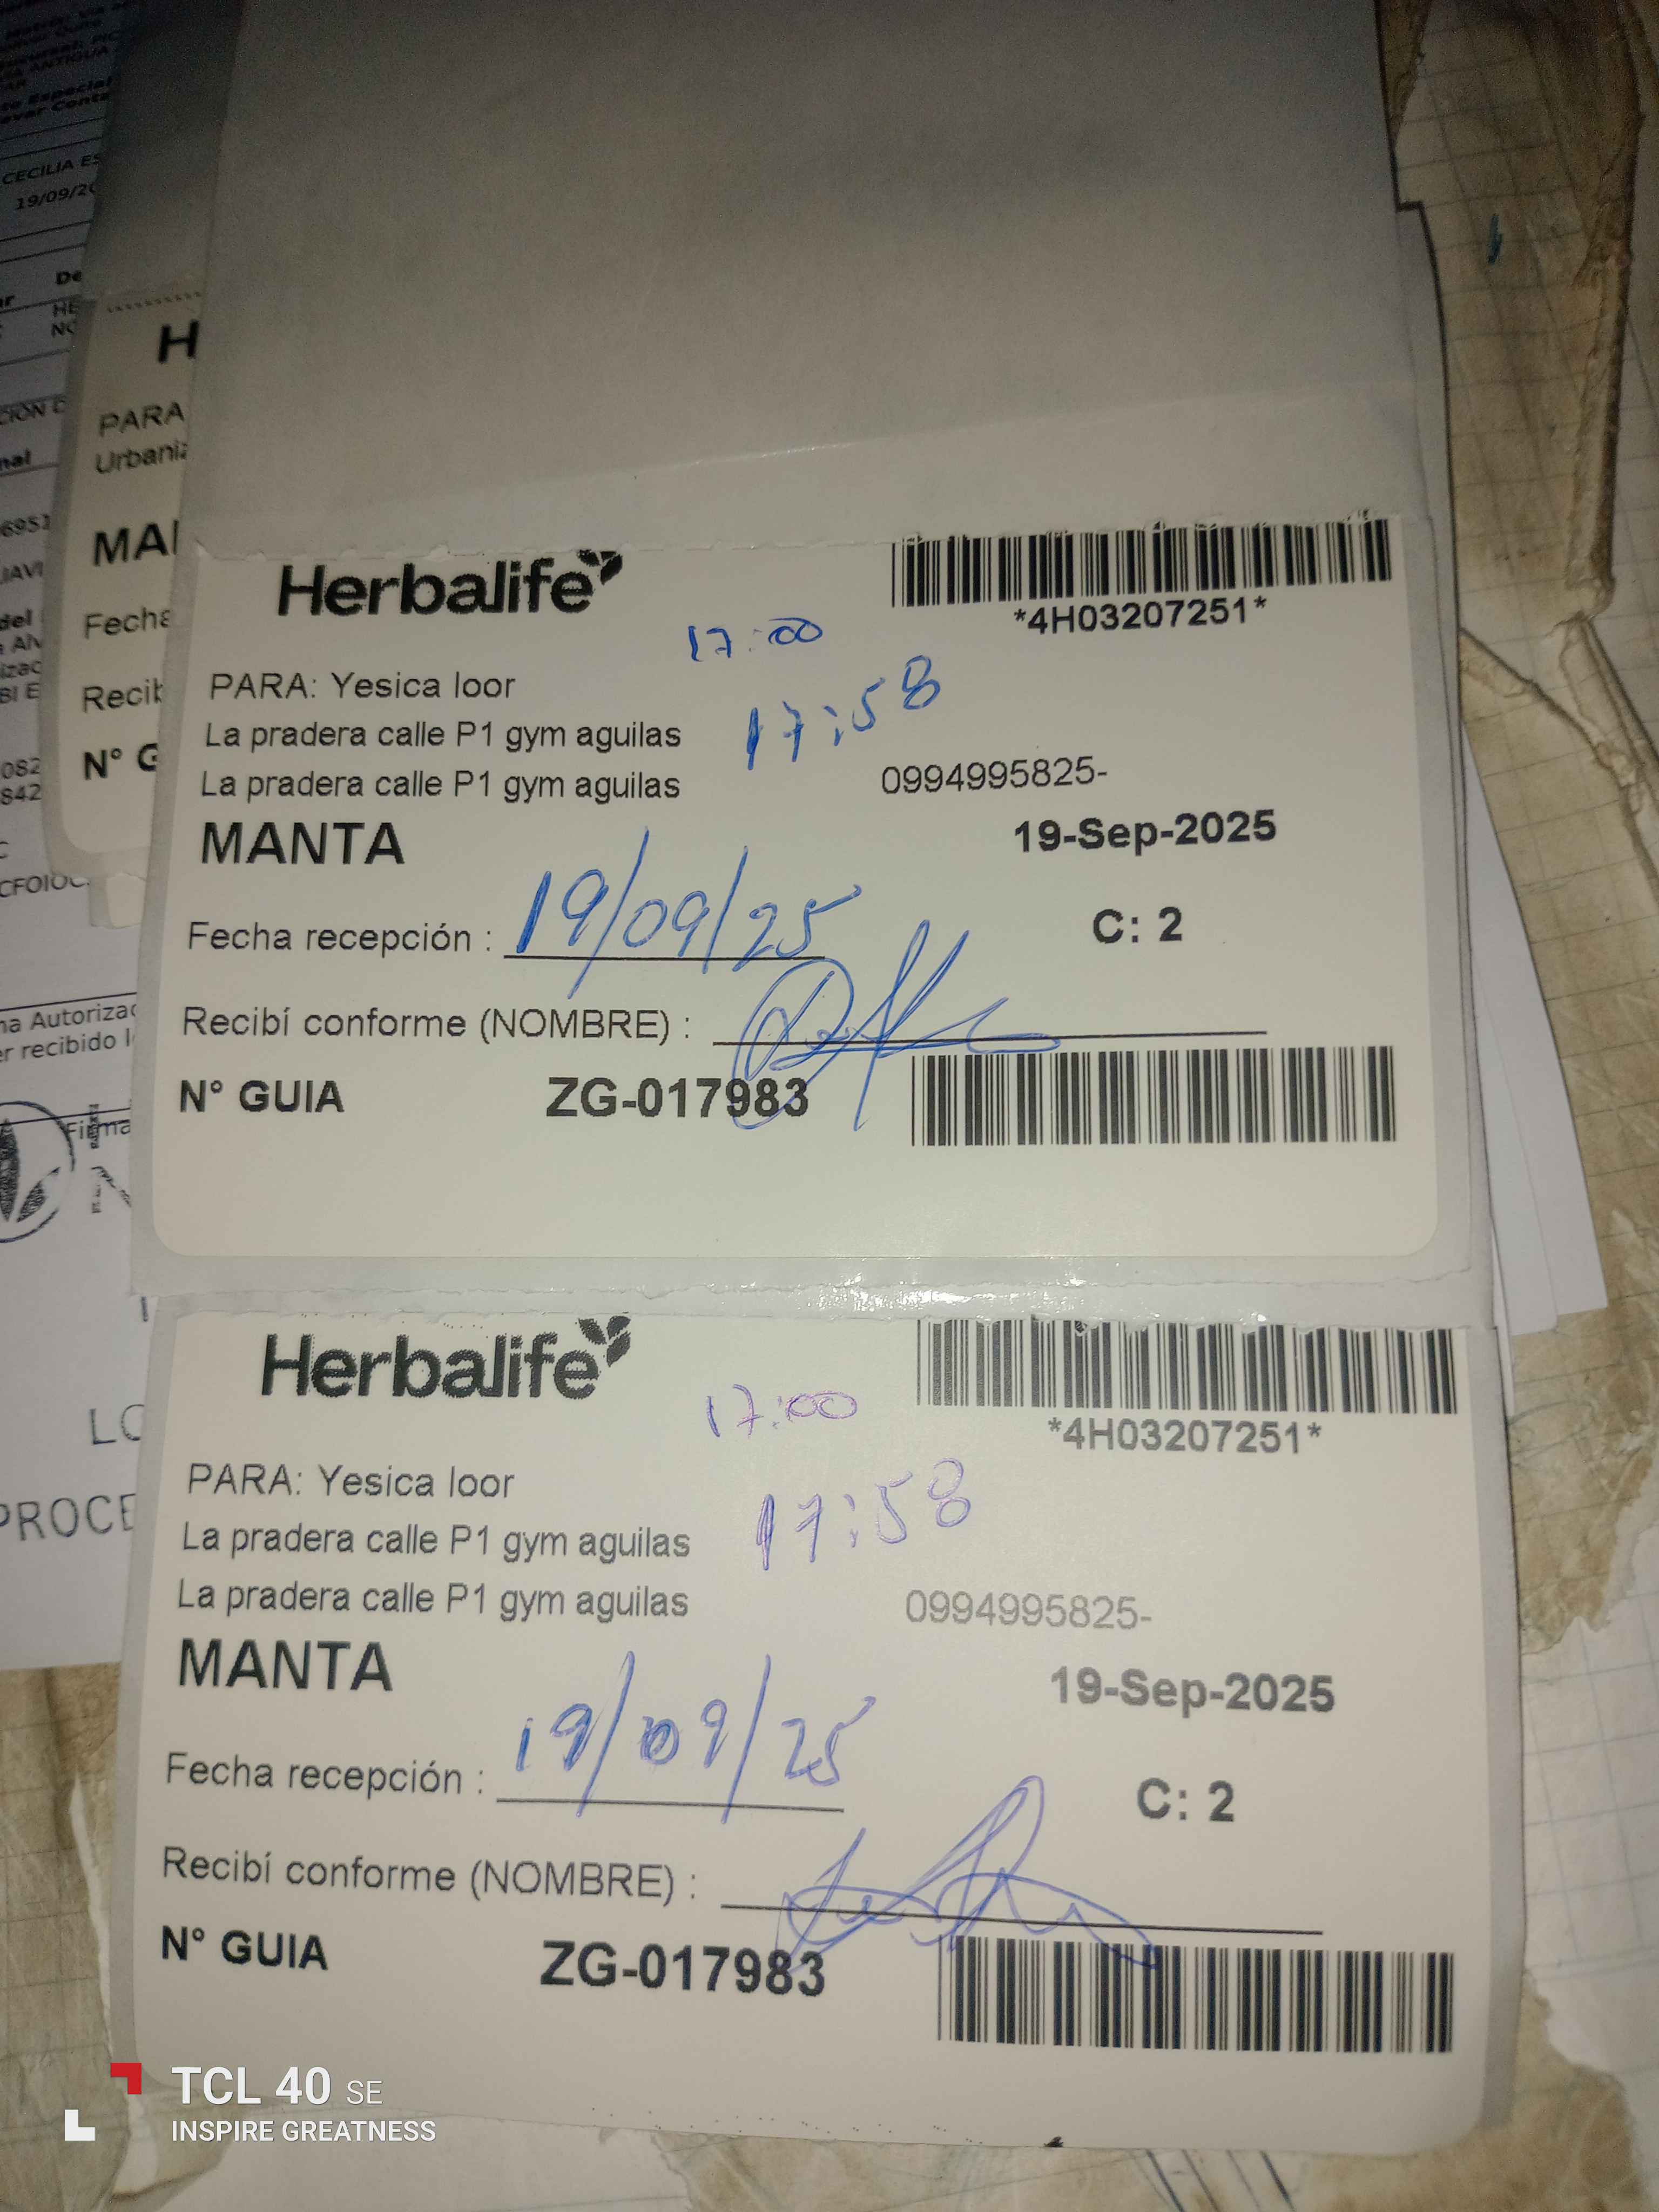 CECILIA
Herbalife
*4H03207251*
17:00
PARA: Yesica loor
17:58
La pradera calle P1 gym aguilas
La pradera calle P1 gym aguilas
0994995825-
MANTA
19-Sep-2025
Fecha recepción : 19/09/25
C: 2
Recibí conforme (NOMBRE) :
N° GUIA ZG-017983
Herbalife
*4H03207251*
17:00
PARA: Yesica loor
17:58
La pradera calle P1 gym aguilas
La pradera calle P1 gym aguilas
0994995825-
MANTA
19-Sep-2025
Fecha recepción : 19/09/25
C: 2
Recibí conforme (NOMBRE) :
N° GUIA ZG-017983
TCL 40 SE
INSPIRE GREATNESS